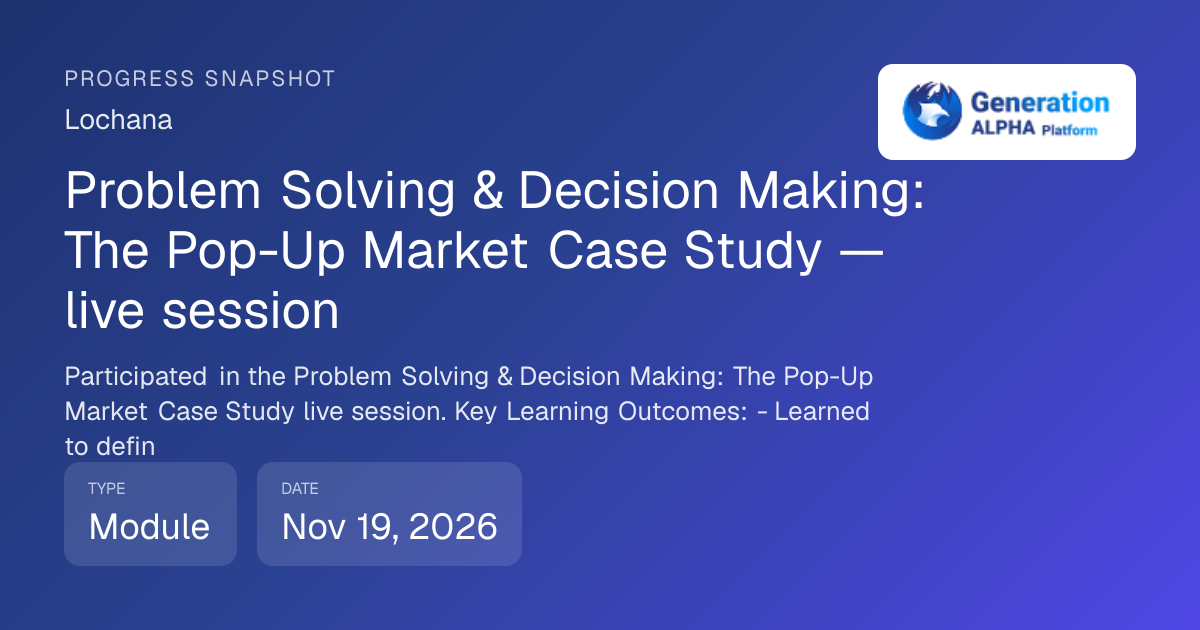 PROGRESS SNAPSHOT
Lochana
Generation
ALPHA Platform
Problem Solving & Decision Making:
The Pop-Up Market Case Study —
live session
Participated in the Problem Solving & Decision Making: The Pop-Up
Market Case Study live session. Key Learning Outcomes: - Learned
to defin
TYPE
Module
DATE
Nov 19, 2026